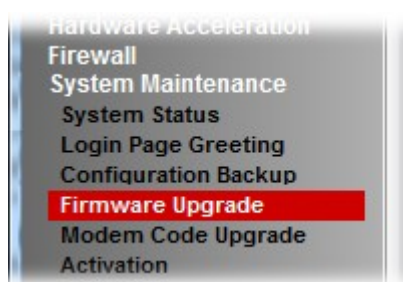 Hardware Acceleration
Firewall
System Maintenance
System Status
Login Page Greeting
Configuration Backup
Firmware Upgrade
Modem Code Upgrade
Activation